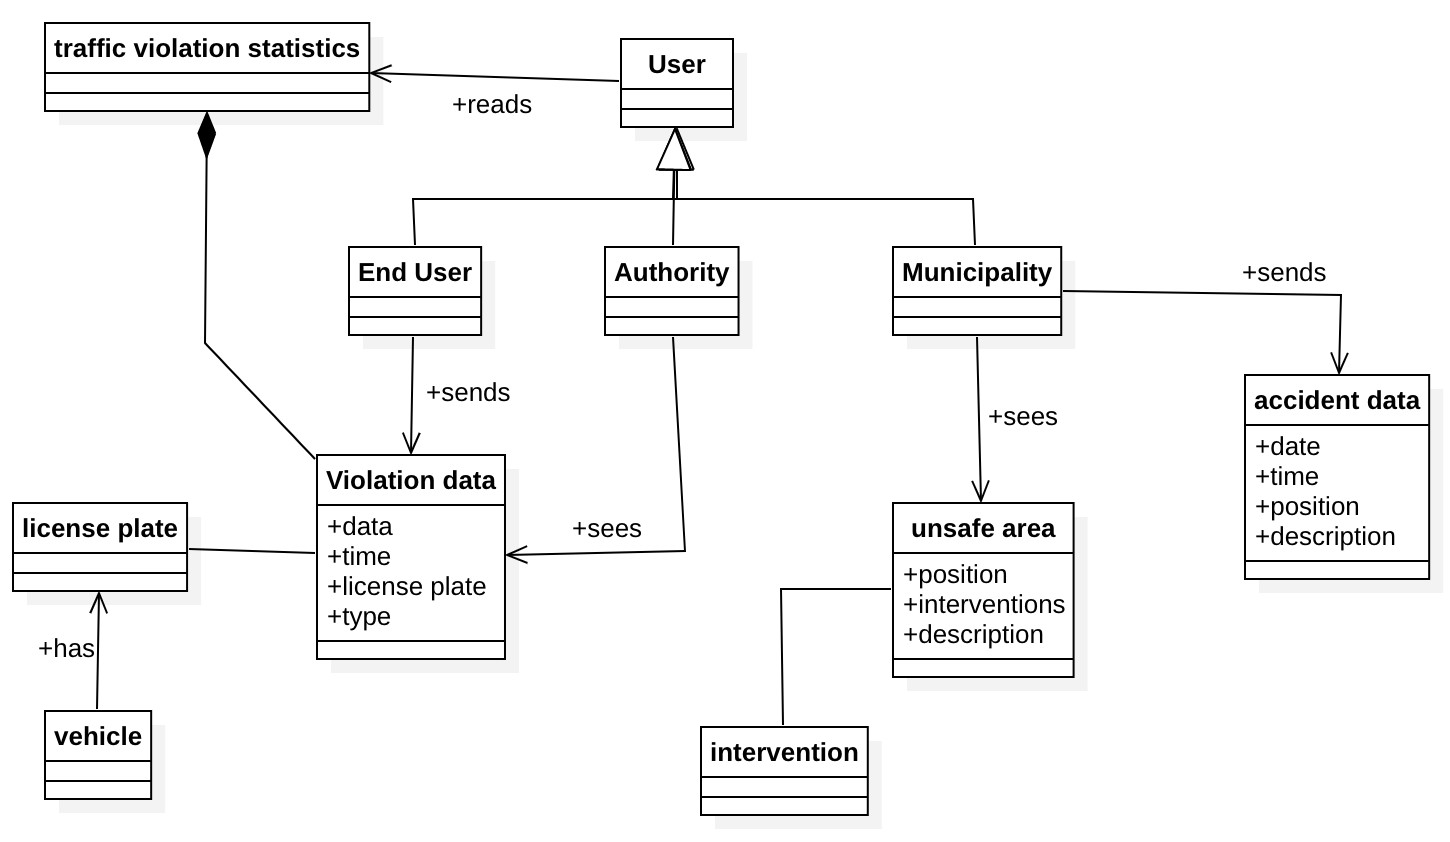 traffic violation statistics
User
+reads
End User
Authority
Municipality
+sends
+sends
+sees
accident data
+date
+time
+position
+description
Violation data
+data
+time
+license plate
+type
license plate
+sees
unsafe area
+position
+interventions
+description
+has
vehicle
intervention